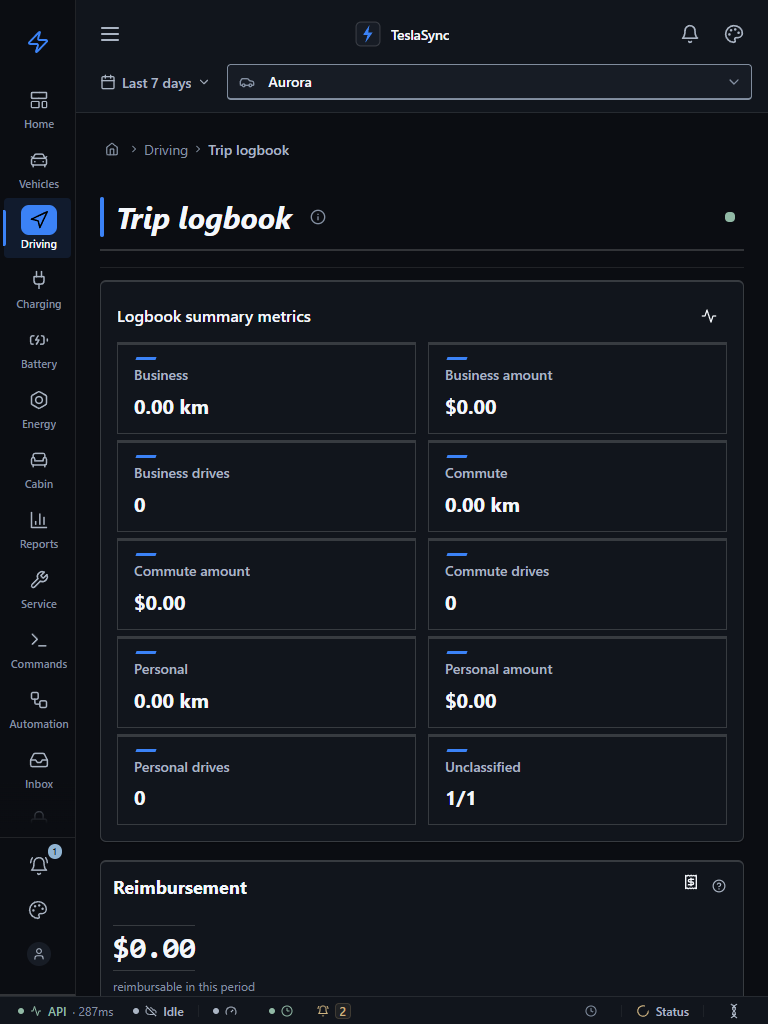 TeslaSync
Last 7 days
Aurora
Home
Vehicles
Driving
Charging
Battery
Energy
Cabin
Reports
Service
Commands
Automation
Inbox
1
Driving
Trip logbook
Trip logbook
Logbook summary metrics
Business
0.00 km
Business amount
$0.00
Business drives
0
Commute
0.00 km
Commute amount
$0.00
Commute drives
0
Personal
0.00 km
Personal amount
$0.00
Personal drives
0
Unclassified
1/1
Reimbursement
$0.00
reimbursable in this period
API · 287ms
Idle
2
Status